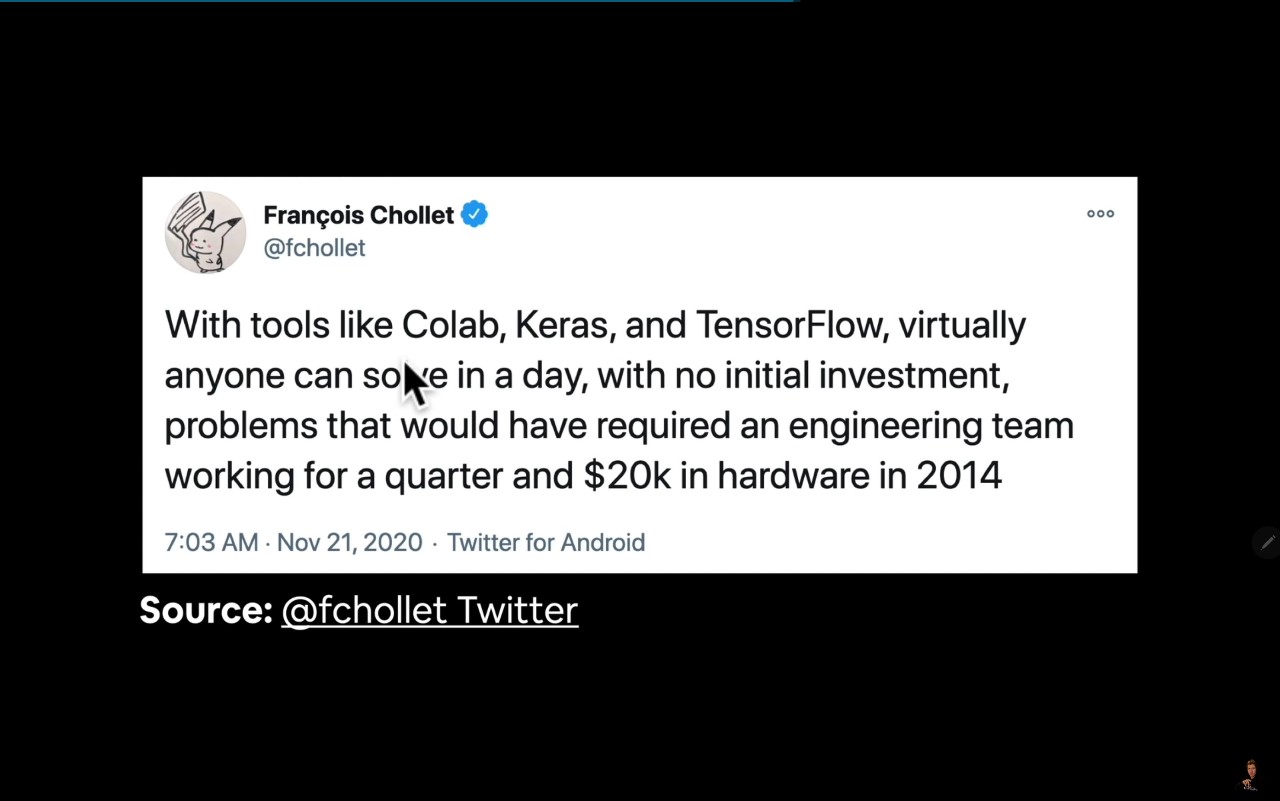 François Chollet
@fchollet
With tools like Colab, Keras, and TensorFlow, virtually
anyone can solve in a day, with no initial investment,
problems that would have required an engineering team
working for a quarter and $20k in hardware in 2014
7:03 AM · Nov 21, 2020 · Twitter for Android
Source: @fchollet Twitter